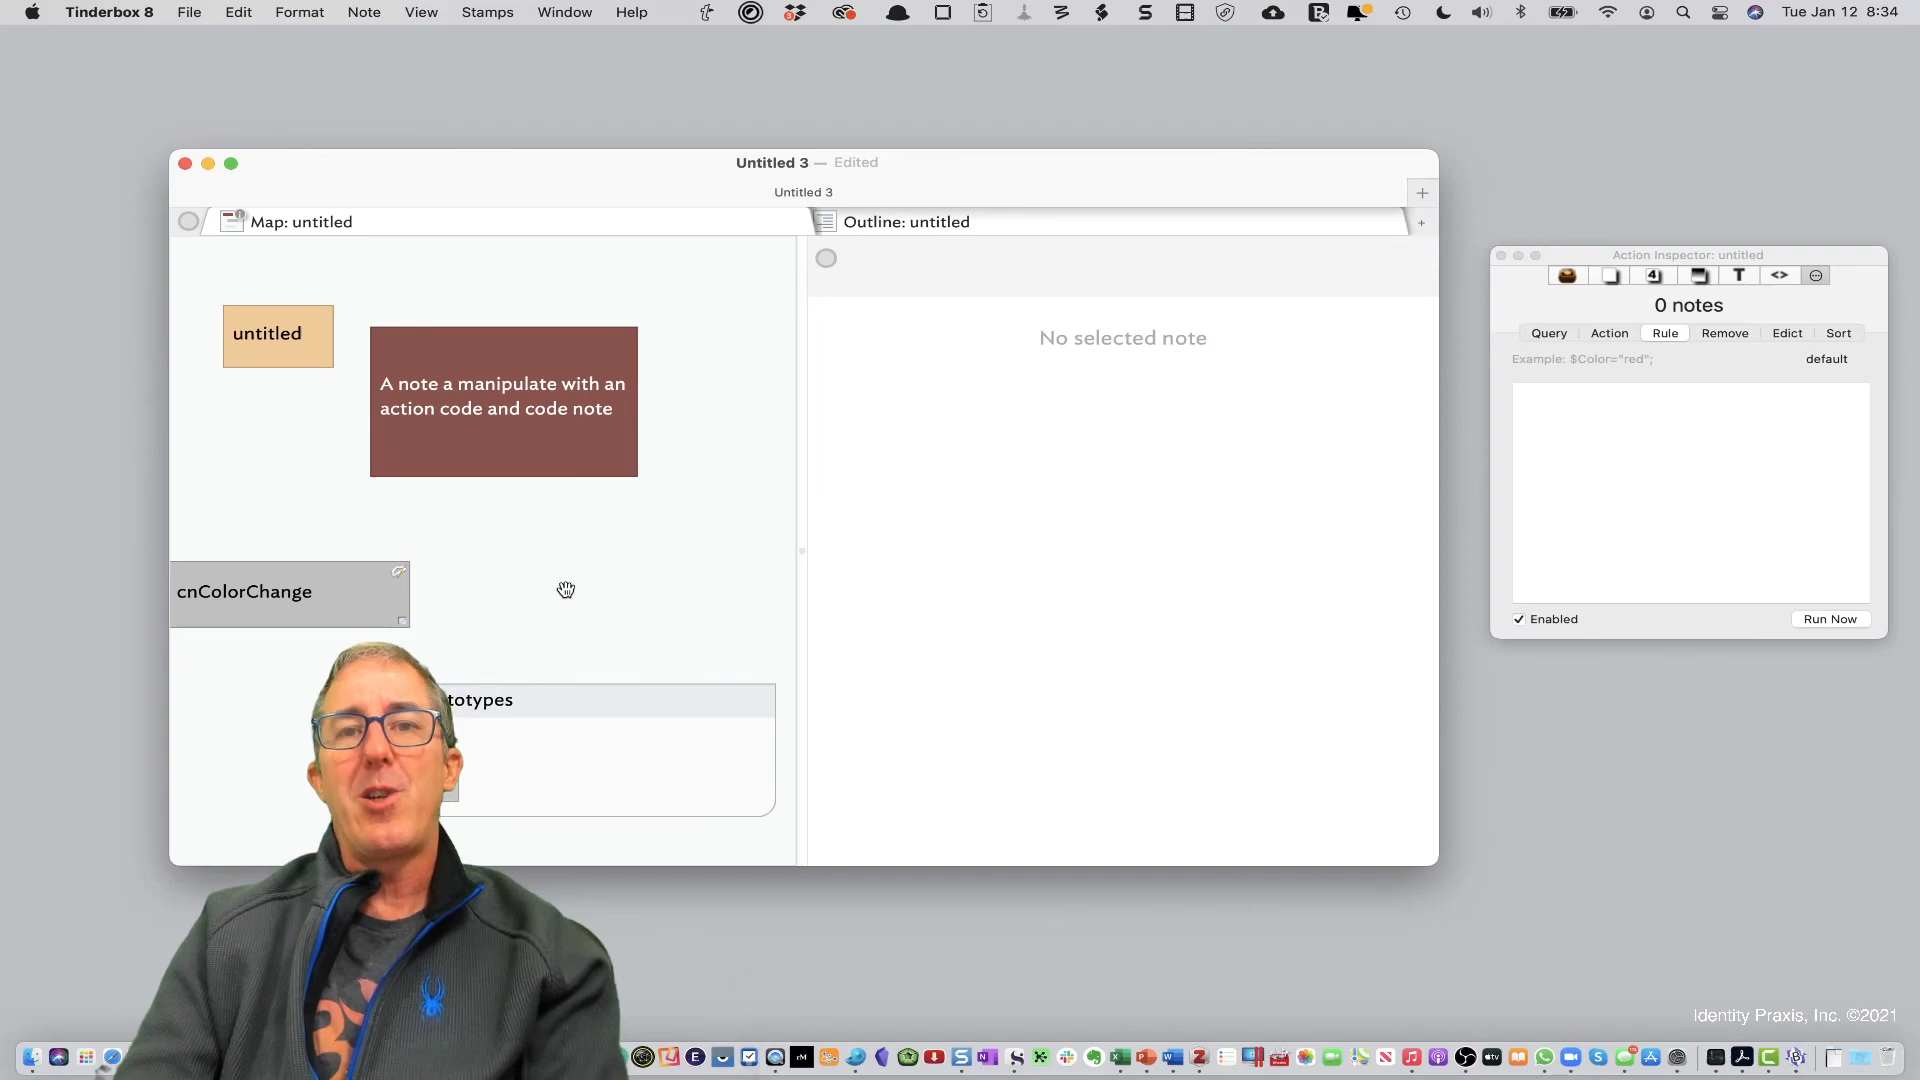 Tinderbox 8 File Edit Format Note View Stamps Window Help Tue Jan 12 8:34
Untitled 3 — Edited
Untitled 3
Map: untitled
Outline: untitled
untitled
A note a manipulate with an
action code and code note
cnColorChange
totypes
No selected note
Action Inspector: untitled
0 notes
Query Action Rule Remove Edict Sort
Example: $Color="red"; default
Enabled
Run Now
Identity Praxis, Inc. ©2021